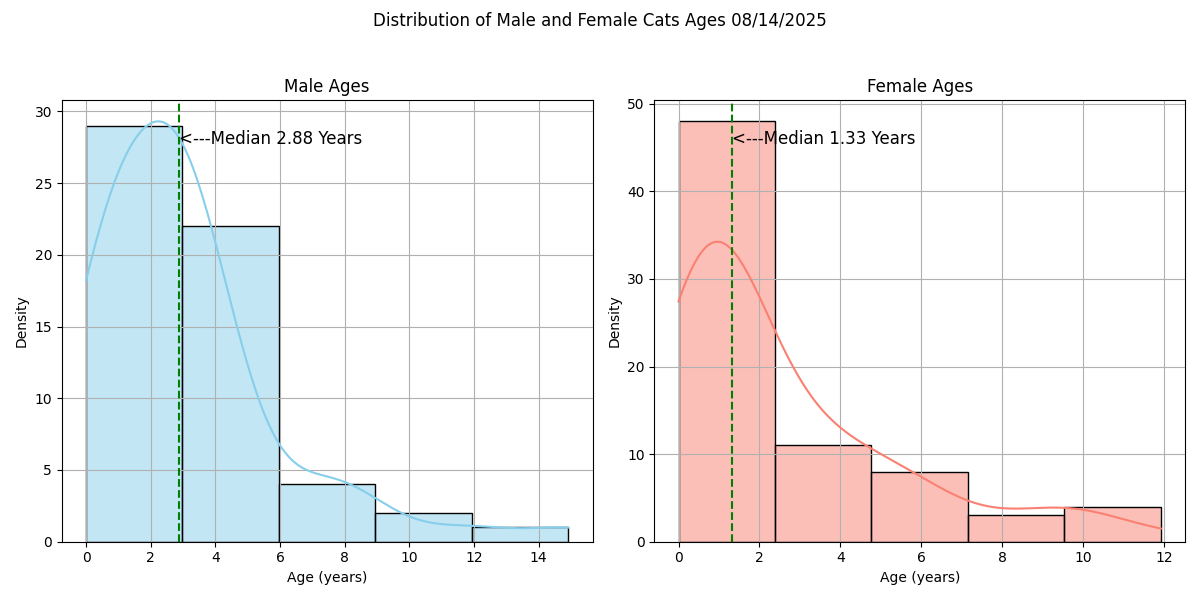 Distribution of Male and Female Cats Ages 08/14/2025
Male Ages
30
25
20
15
10
5
0
Density
<---Median 2.88 Years
0 2 4 6 8 10 12 14
Age (years)
Female Ages
50
40
30
20
10
0
Density
<---Median 1.33 Years
0 2 4 6 8 10 12
Age (years)